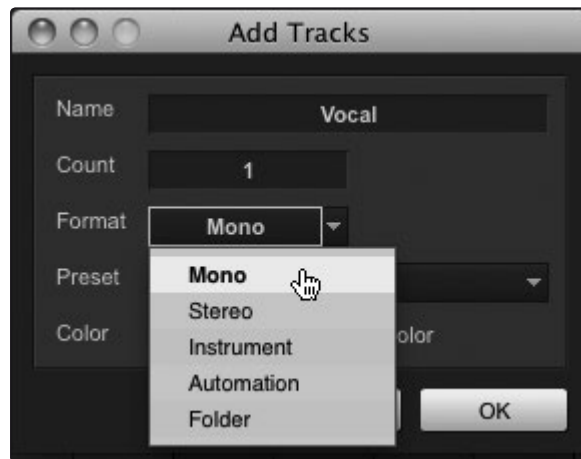 Add Tracks
Name Vocal
Count 1
Format Mono
Preset
Mono
Stereo
Color olor
Instrument
Automation
Folder
OK